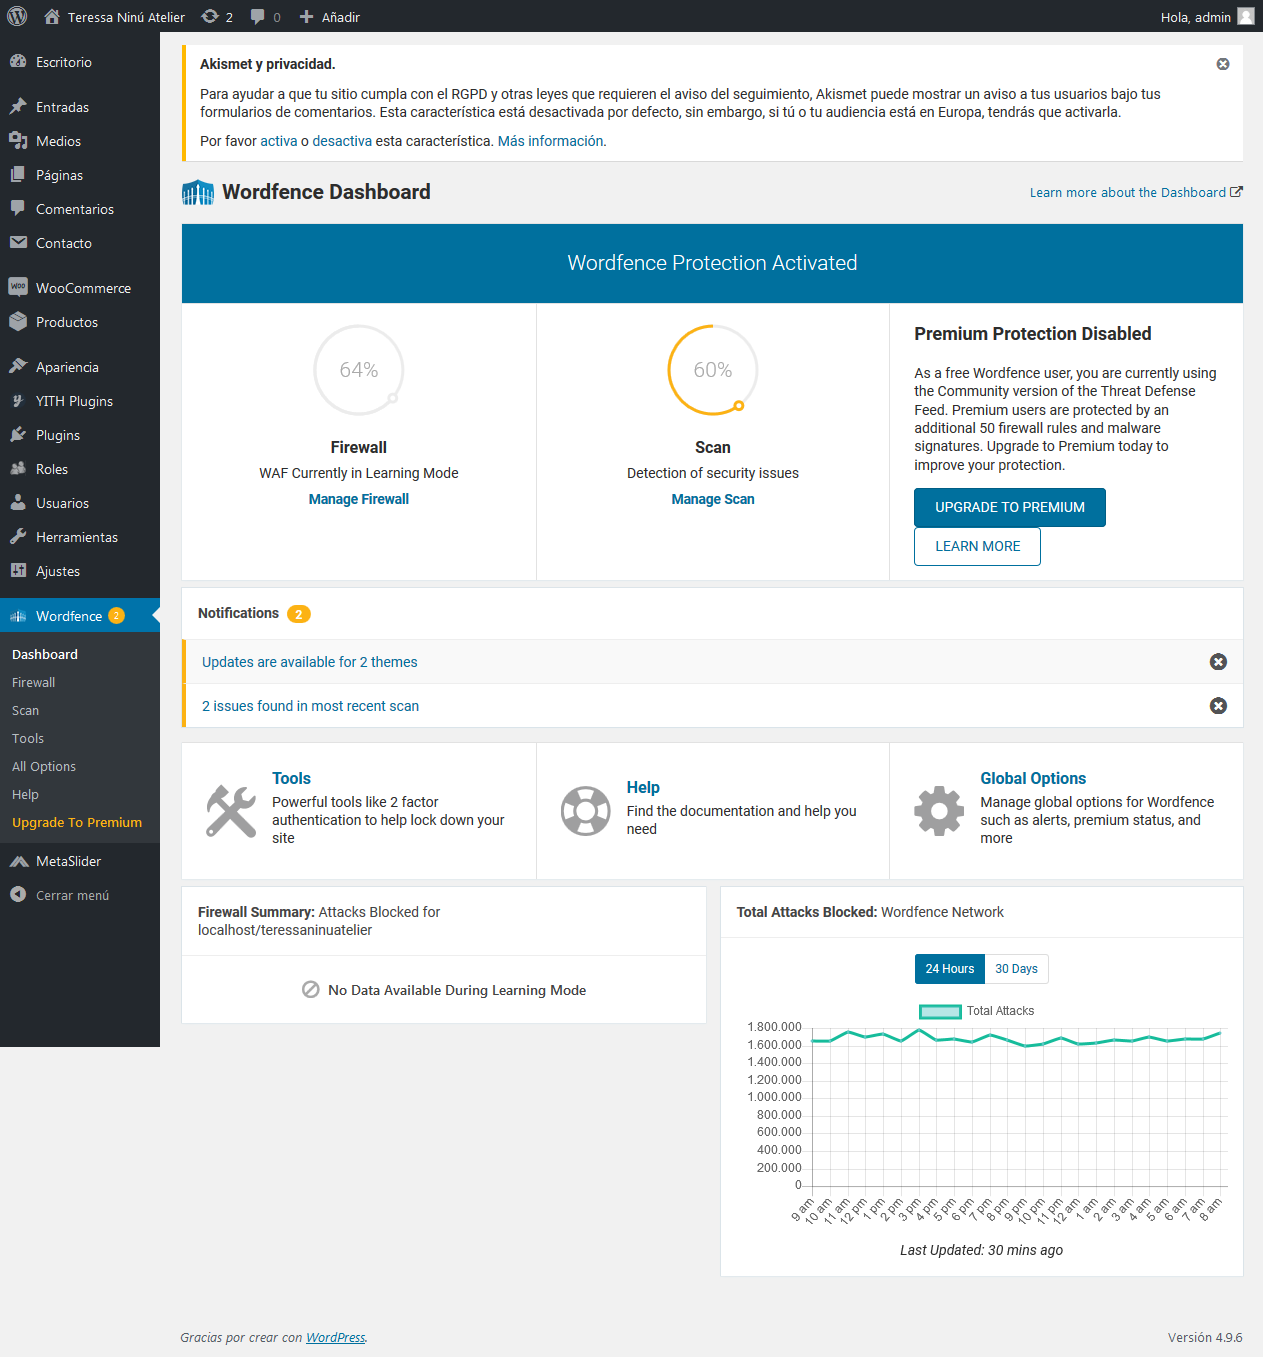 Teressa Ninú Atelier
2
0
Añadir
Hola, admin
Escritorio
Entradas
Medios
Páginas
Comentarios
Contacto
WooCommerce
Productos
Apariencia
YITH Plugins
Plugins
Roles
Usuarios
Herramientas
Ajustes
Wordfence 2
Dashboard
Firewall
Scan
Tools
All Options
Help
Upgrade To Premium
MetaSlider
Cerrar menú
Akismet y privacidad.
Para ayudar a que tu sitio cumpla con el RGPD y otras leyes que requieren el aviso del seguimiento, Akismet puede mostrar un aviso a tus usuarios bajo tus
formularios de comentarios. Esta característica está desactivada por defecto, sin embargo, si tú o tu audiencia está en Europa, tendrás que activarla.
Por favor activa o desactiva esta característica. Más información.
Wordfence Dashboard
Learn more about the Dashboard
Wordfence Protection Activated
64%
Firewall
WAF Currently in Learning Mode
Manage Firewall
60%
Scan
Detection of security issues
Manage Scan
Premium Protection Disabled
As a free Wordfence user, you are currently using
the Community version of the Threat Defense
Feed. Premium users are protected by an
additional 50 firewall rules and malware
signatures. Upgrade to Premium today to
improve your protection.
UPGRADE TO PREMIUM
LEARN MORE
Notifications 2
Updates are available for 2 themes
2 issues found in most recent scan
Tools
Powerful tools like 2 factor
authentication to help lock down your
site
Help
Find the documentation and help you
need
Global Options
Manage global options for Wordfence
such as alerts, premium status, and
more
Firewall Summary: Attacks Blocked for
localhost/teressaninuatelier
No Data Available During Learning Mode
Total Attacks Blocked: Wordfence Network
24 Hours
30 Days
Total Attacks
1.800.000
1.600.000
1.400.000
1.200.000
1.000.000
800.000
600.000
400.000
200.000
0
9 am
10 am
11 am
12 pm
1 pm
2 pm
3 pm
4 pm
5 pm
6 pm
7 pm
8 pm
9 pm
10 pm
11 pm
12 am
1 am
2 am
3 am
4 am
5 am
6 am
7 am
8 am
Last Updated: 30 mins ago
Gracias por crear con WordPress.
Versión 4.9.6